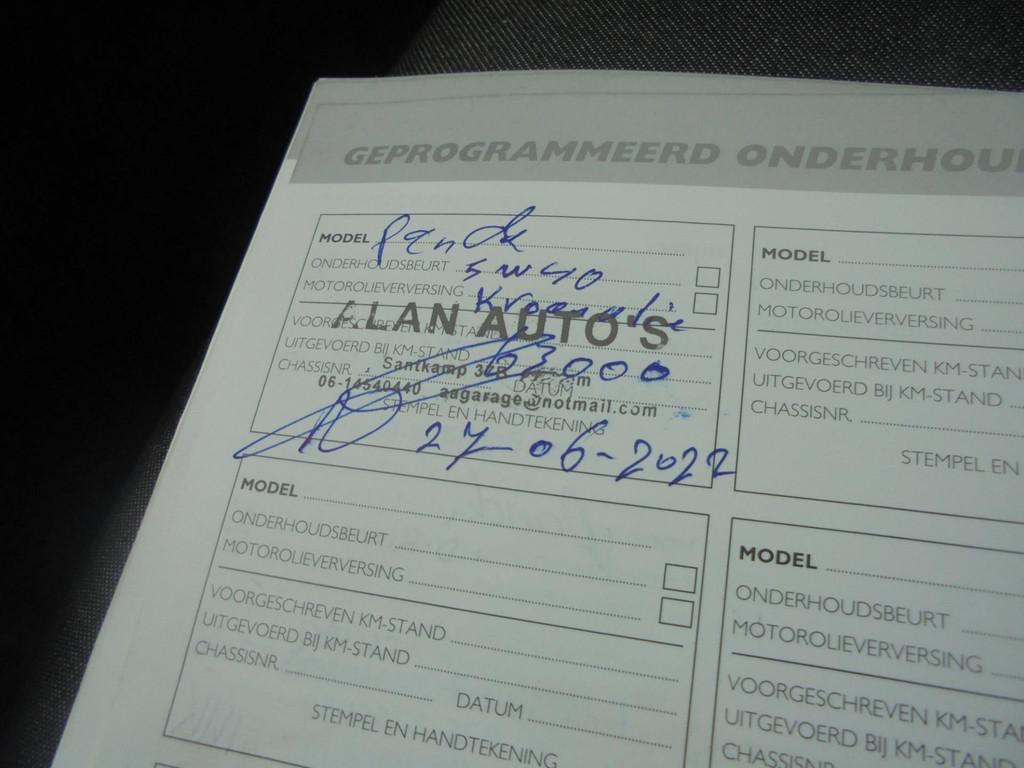 GEPROGRAMMEERD
MODEL Panda
ONDERHOUDSBEURT 5W40
MOTOROLIEVERVERSING
ALAN AUTO'S
VOORGESCHREVEN KM-STAND
UITGEVOERD BIJ KM-STAND 63000
Santkamp
CHASSISNR. DATUM
06-14540440 aagarage@hotmail.com
STEMPEL EN HANDTEKENING
27-06-2022
MODEL
ONDERHOUDSBEURT
MOTOROLIEVERVERSING
VOORGESCHREVEN KM-STAN
UITGEVOERD BIJ KM-STAND
CHASSISNR.
STEMPEL EN
MODEL
ONDERHOUDSBEURT
MOTOROLIEVERVERSING
VOORGESCHREVEN KM-STAND
UITGEVOERD BIJ KM-STAND
CHASSISNR. DATUM
STEMPEL EN HANDTEKENING
MODEL
ONDERHOUDSBEURT
MOTOROLIEVERVERSING
VOORGESCHREVEN KM-STA
UITGEVOERD BIJ KM-STAND
CHASSISNR